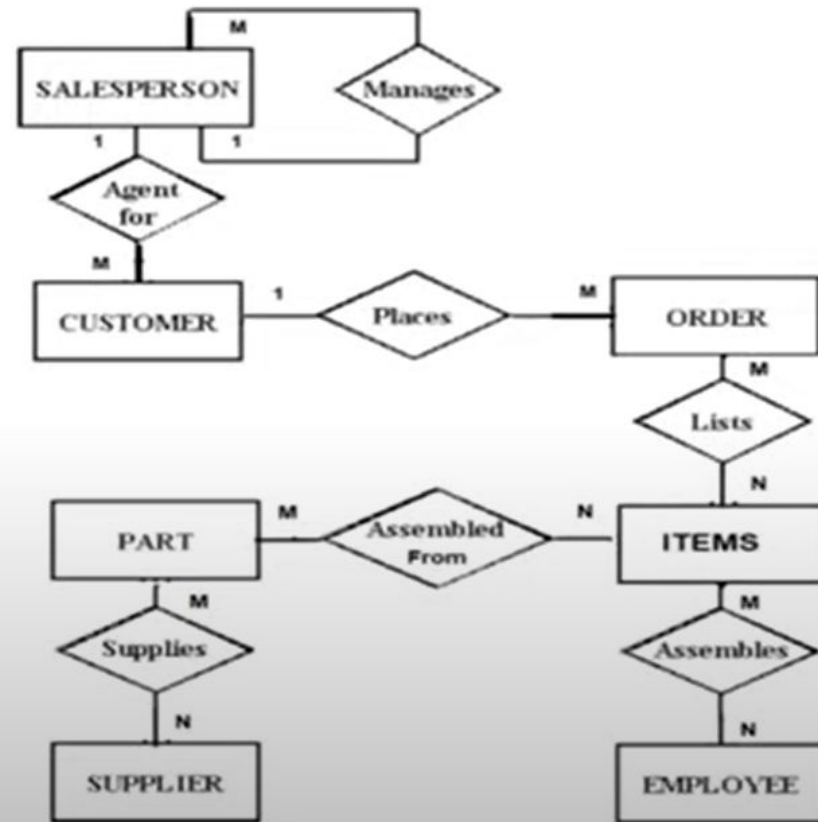 M
SALESPERSON
Manages
1
1
Agent
for
M
CUSTOMER
1
Places
M
ORDER
M
Lists
N
PART
M
Assembled
From
N
ITEMS
M
Supplies
N
SUPPLIER
M
Assembles
N
EMPLOYEE